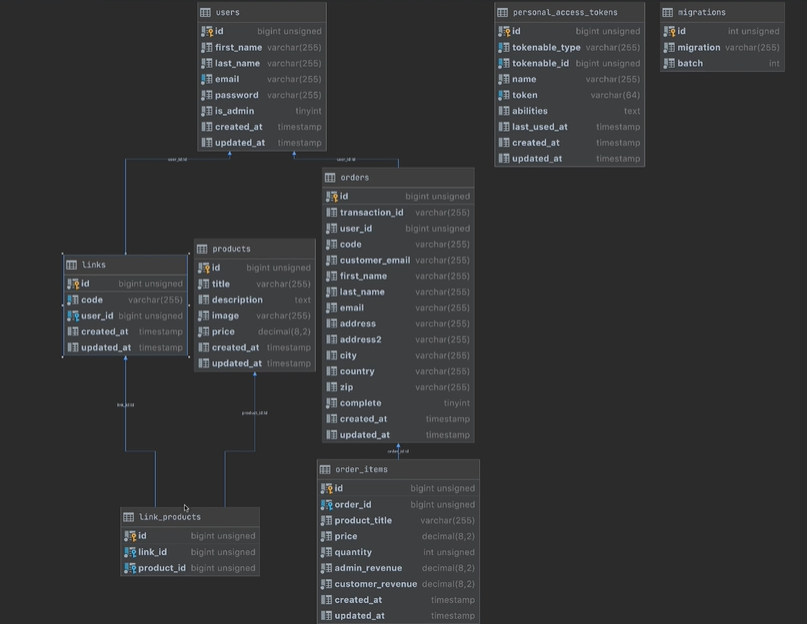 users
id bigint unsigned
first_name varchar(255)
last_name varchar(255)
email varchar(255)
password varchar(255)
is_admin tinyint
created_at timestamp
updated_at timestamp
personal_access_tokens
id bigint unsigned
tokenable_type varchar(255)
tokenable_id bigint unsigned
name varchar(255)
token varchar(64)
abilities text
last_used_at timestamp
created_at timestamp
updated_at timestamp
migrations
id int unsigned
migration varchar(255)
batch int
user_id:id
user_id:id
orders
id bigint unsigned
transaction_id varchar(255)
user_id bigint unsigned
code varchar(255)
customer_email varchar(255)
first_name varchar(255)
last_name varchar(255)
email varchar(255)
address varchar(255)
address2 varchar(255)
city varchar(255)
country varchar(255)
zip varchar(255)
complete tinyint
created_at timestamp
updated_at timestamp
links
id bigint unsigned
code varchar(255)
user_id bigint unsigned
created_at timestamp
updated_at timestamp
products
id bigint unsigned
title varchar(255)
description text
image varchar(255)
price decimal(8,2)
created_at timestamp
updated_at timestamp
link_id:id
product_id:id
order_id:id
link_products
id bigint unsigned
link_id bigint unsigned
product_id bigint unsigned
order_items
id bigint unsigned
order_id bigint unsigned
product_title varchar(255)
price decimal(8,2)
quantity int unsigned
admin_revenue decimal(8,2)
customer_revenue decimal(8,2)
created_at timestamp
updated_at timestamp